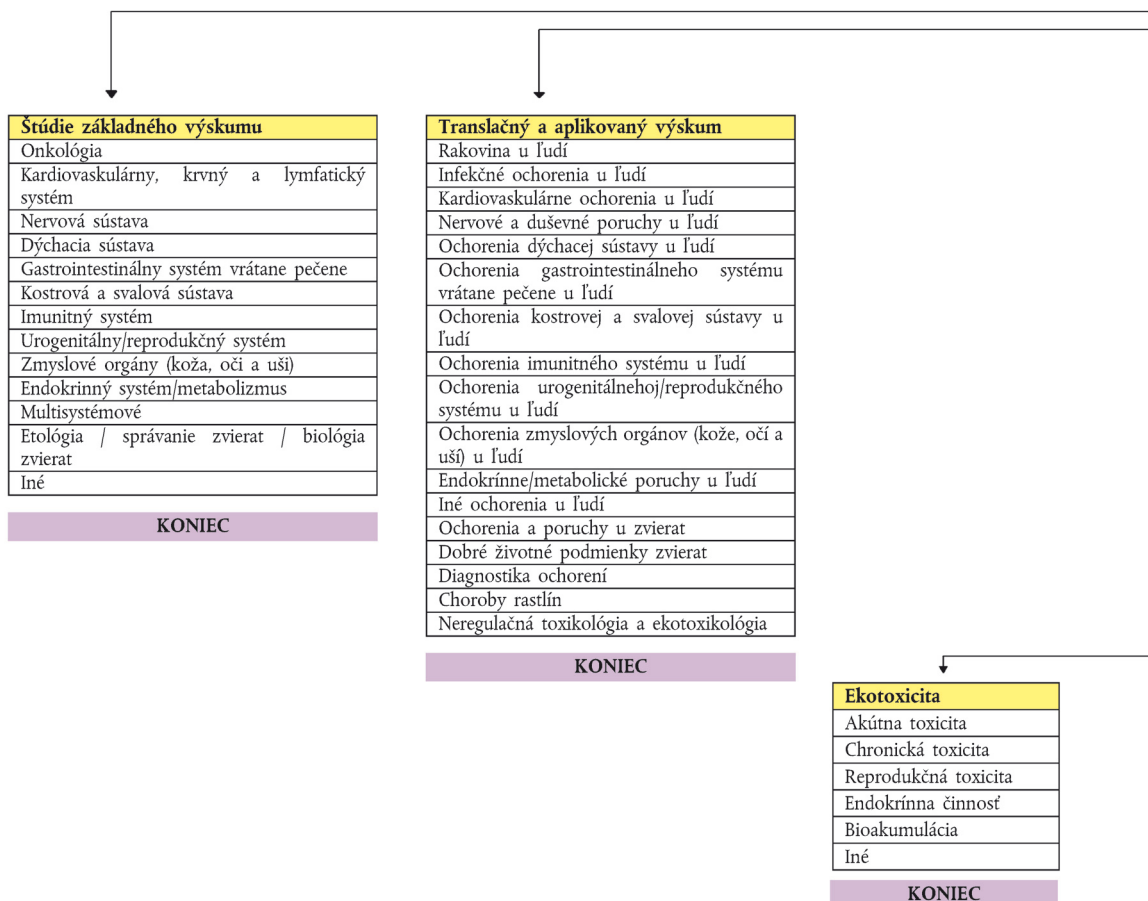 Štúdie základného výskumu
Onkológia
Kardiovaskulárny, krvný a lymfatický
systém
Nervová sústava
Dýchacia sústava
Gastrointestinálny systém vrátane pečene
Kostrová a svalová sústava
Imunitný systém
Urogenitálny/reprodukčný systém
Zmyslové orgány (koža, oči a uši)
Endokrinný systém/metabolizmus
Multisystémové
Etológia / správanie zvierat / biológia
zvierat
Iné
KONIEC
Translačný a aplikovaný výskum
Rakovina u ľudí
Infekčné ochorenia u ľudí
Kardiovaskulárne ochorenia u ľudí
Nervové a duševné poruchy u ľudí
Ochorenia dýchacej sústavy u ľudí
Ochorenia gastrointestinálneho systému
vrátane pečene u ľudí
Ochorenia kostrovej a svalovej sústavy u
ľudí
Ochorenia imunitného systému u ľudí
Ochorenia urogenitálnehoj/reprodukčného
systému u ľudí
Ochorenia zmyslových orgánov (kože, očí a
uší) u ľudí
Endokrínne/metabolické poruchy u ľudí
Iné ochorenia u ľudí
Ochorenia a poruchy u zvierat
Dobré životné podmienky zvierat
Diagnostika ochorení
Choroby rastlín
Neregulačná toxikológia a ekotoxikológia
KONIEC
Ekotoxicita
Akútna toxicita
Chronická toxicita
Reprodukčná toxicita
Endokrínna činnosť
Bioakumulácia
Iné
KONIEC